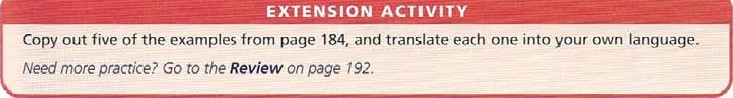 EXTENSION ACTIVITY
Copy out five of the examples from page 184, and translate each one into your own language.
Need more practice? Go to the Review on page 192.